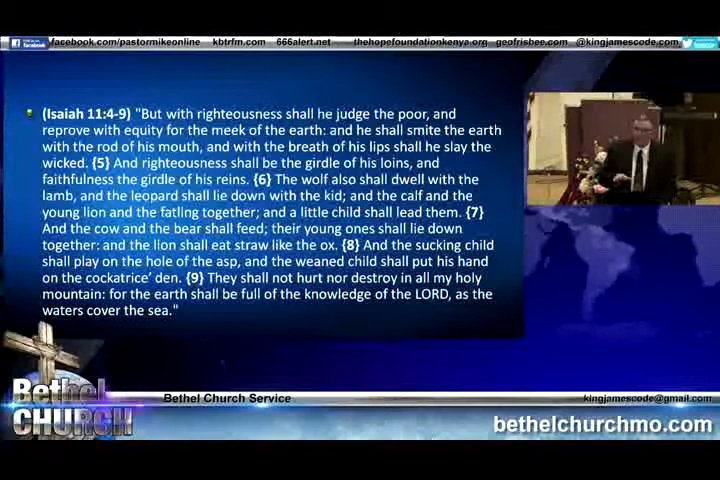 facebook.com/pastormikeonline kbtrfm.com 666alert.net thehopefoundationkenya.org geofrisbee.com @kingjamescode.com
(Isaiah 11:4-9) "But with righteousness shall he judge the poor, and
reprove with equity for the meek of the earth: and he shall smite the earth
with the rod of his mouth, and with the breath of his lips shall he slay the
wicked. {5} And righteousness shall be the girdle of his loins, and
faithfulness the girdle of his reins. {6} The wolf also shall dwell with the
lamb, and the leopard shall lie down with the kid; and the calf and the
young lion and the fatling together; and a little child shall lead them. {7}
And the cow and the bear shall feed; their young ones shall lie down
together: and the lion shall eat straw like the ox. {8} And the sucking child
shall play on the hole of the asp, and the weaned child shall put his hand
on the cockatrice' den. {9} They shall not hurt nor destroy in all my holy
mountain: for the earth shall be full of the knowledge of the LORD, as the
waters cover the sea."
Bethel
CHURCH
Bethel Church Service
kingjamescode@gmail.com
bethelchurchmo.com